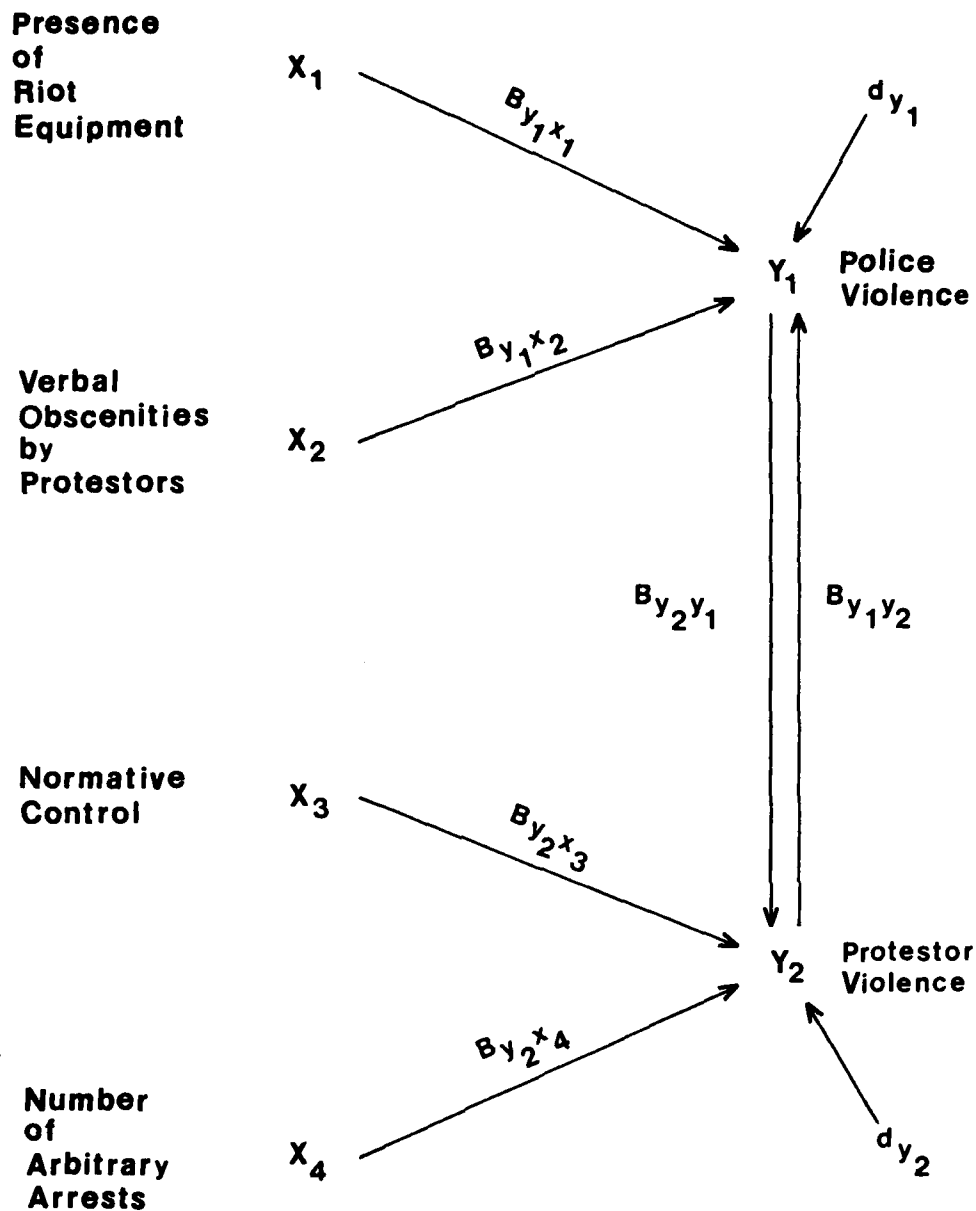 Presence
of
Riot
Equipment
X₁
By₁x₁
dy₁
Y₁
Police
Violence
Verbal
Obscenities
by
Protestors
X₂
By₁x₂
By₂y₁
By₁y₂
Normative
Control
X₃
By₂x₃
Y₂
Protestor
Violence
Number
of
Arbitrary
Arrests
X₄
By₂x₄
dy₂